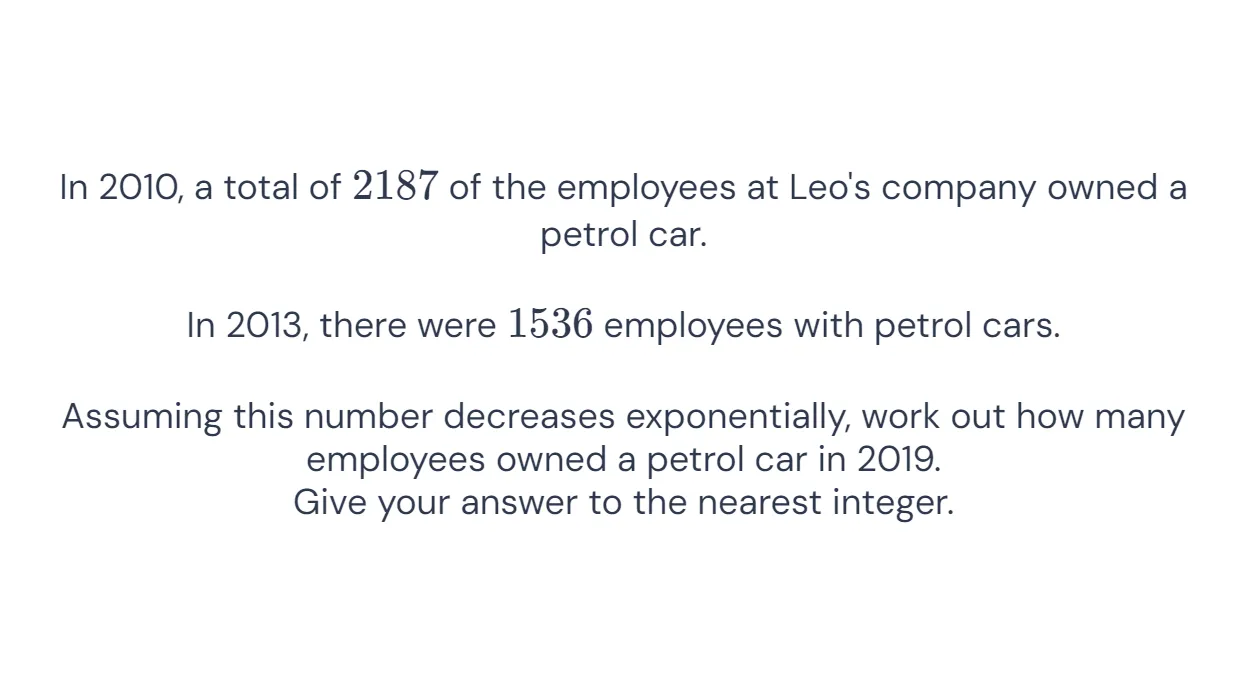 In 2010, a total of 2187 of the employees at Leo's company owned a
petrol car.
In 2013, there were 1536 employees with petrol cars.
Assuming this number decreases exponentially, work out how many
employees owned a petrol car in 2019.
Give your answer to the nearest integer.